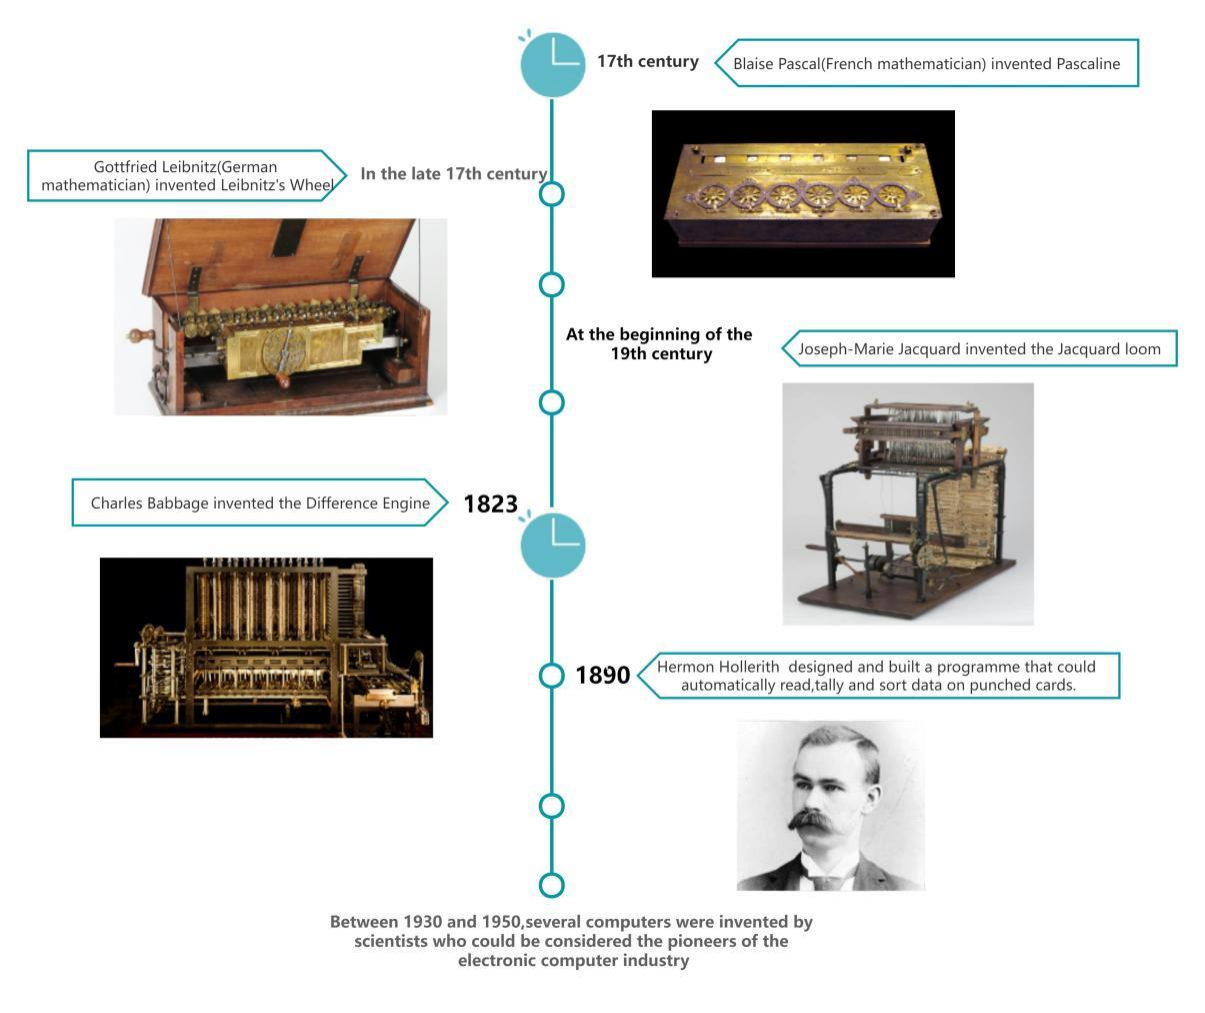 17th century
Blaise Pascal(French mathematician) invented Pascaline
Gottfried Leibnitz(German
mathematician) invented Leibnitz's Wheel
In the late 17th century
At the beginning of the
19th century
Joseph-Marie Jacquard invented the Jacquard loom
Charles Babbage invented the Difference Engine
1823
1890
Hermon Hollerith  designed and built a programme that could
automatically read,tally and sort data on punched cards.
Between 1930 and 1950,several computers were invented by
scientists who could be considered the pioneers of the
electronic computer industry